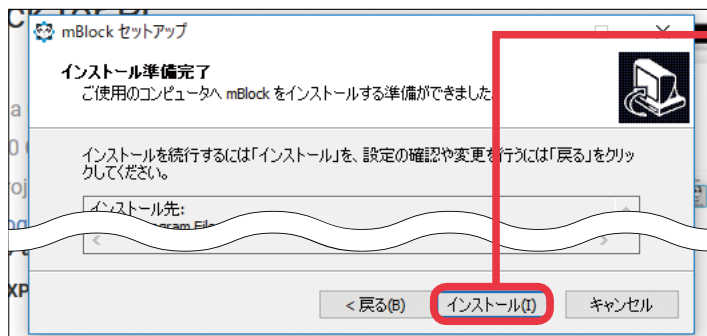 mBlock セットアップ
インストール準備完了
ご使用のコンピュータへ mBlock をインストールする準備ができました
インストールを続行するには「インストール」を、設定の確認や変更を行うには「戻る」をクリッ
クしてください。
インストール先:
XP
< 戻る(B) インストール(I) キャンセル